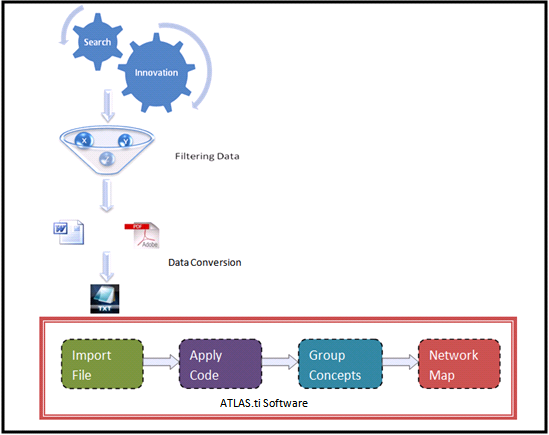 Search
Innovation
X
Filtering Data
W
PDF
Adobe
Data Conversion
TXT
Import
File
Apply
Code
Group
Concepts
Network
Map
ATLAS.ti Software